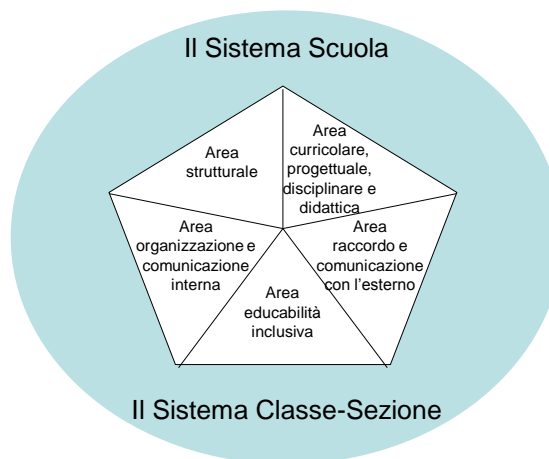 Il Sistema Scuola
Area
strutturale
Area
curricolare,
progettuale,
disciplinare e
didattica
Area
organizzazione e
comunicazione
interna
Area
raccordo e
comunicazione
con l'esterno
Area
educabilità
inclusiva
Il Sistema Classe-Sezione